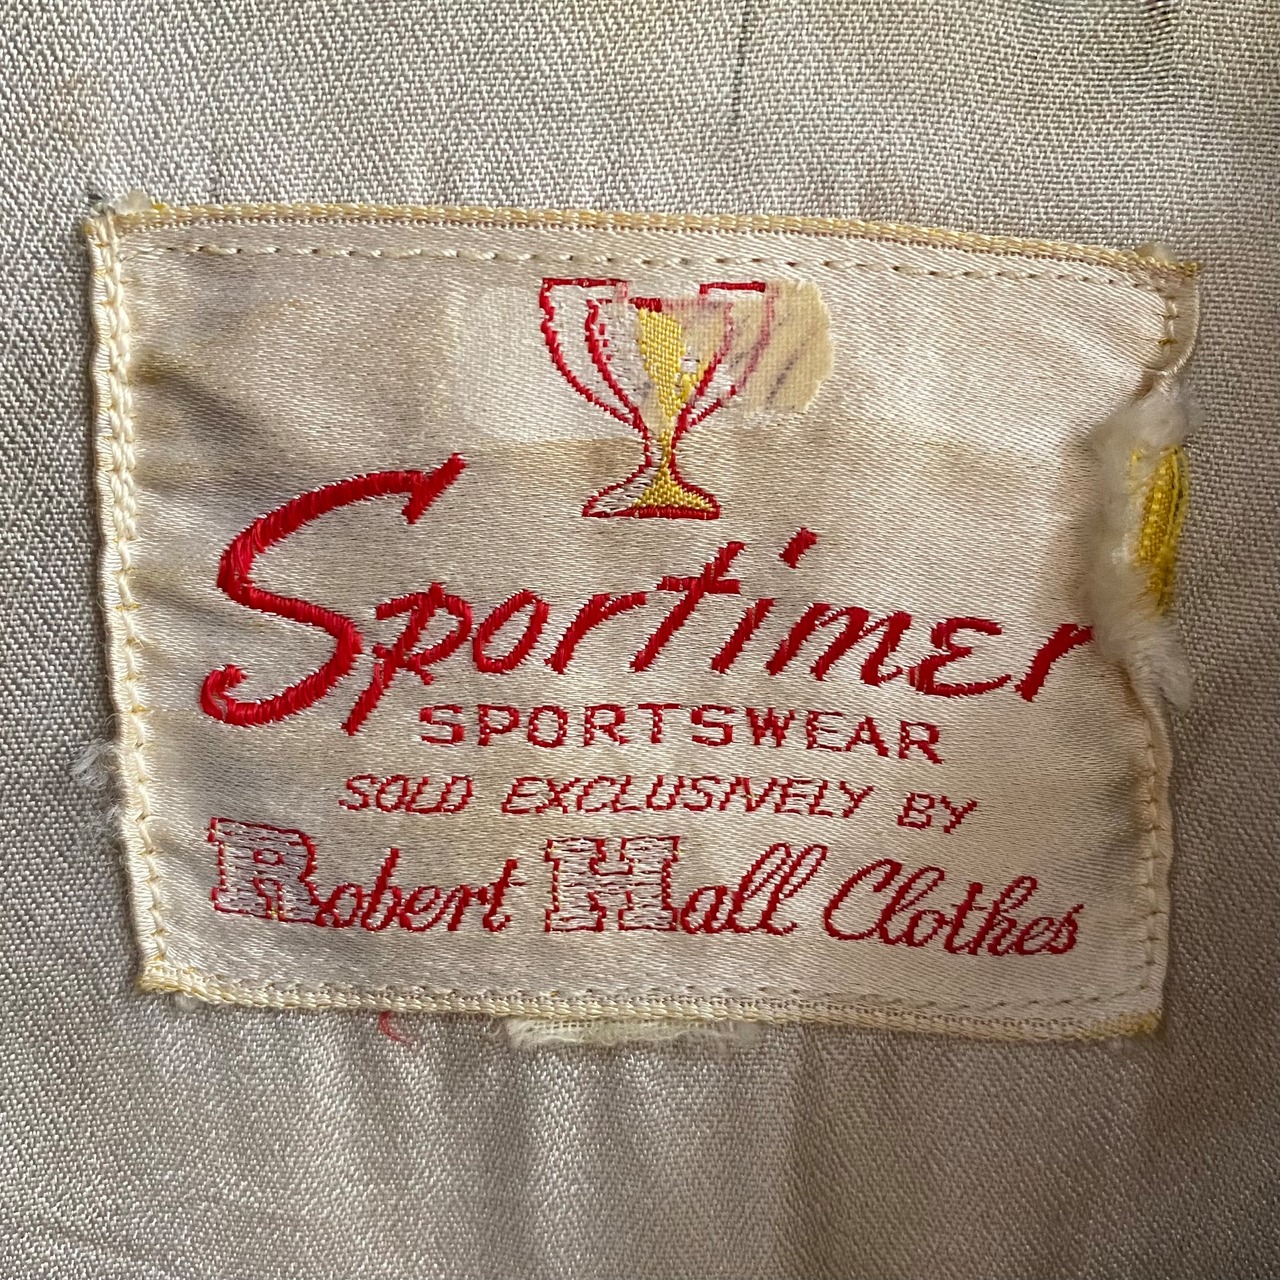 Sportimer
SPORTSWEAR
SOLD EXCLUSIVELY BY
Robert Hall Clothes